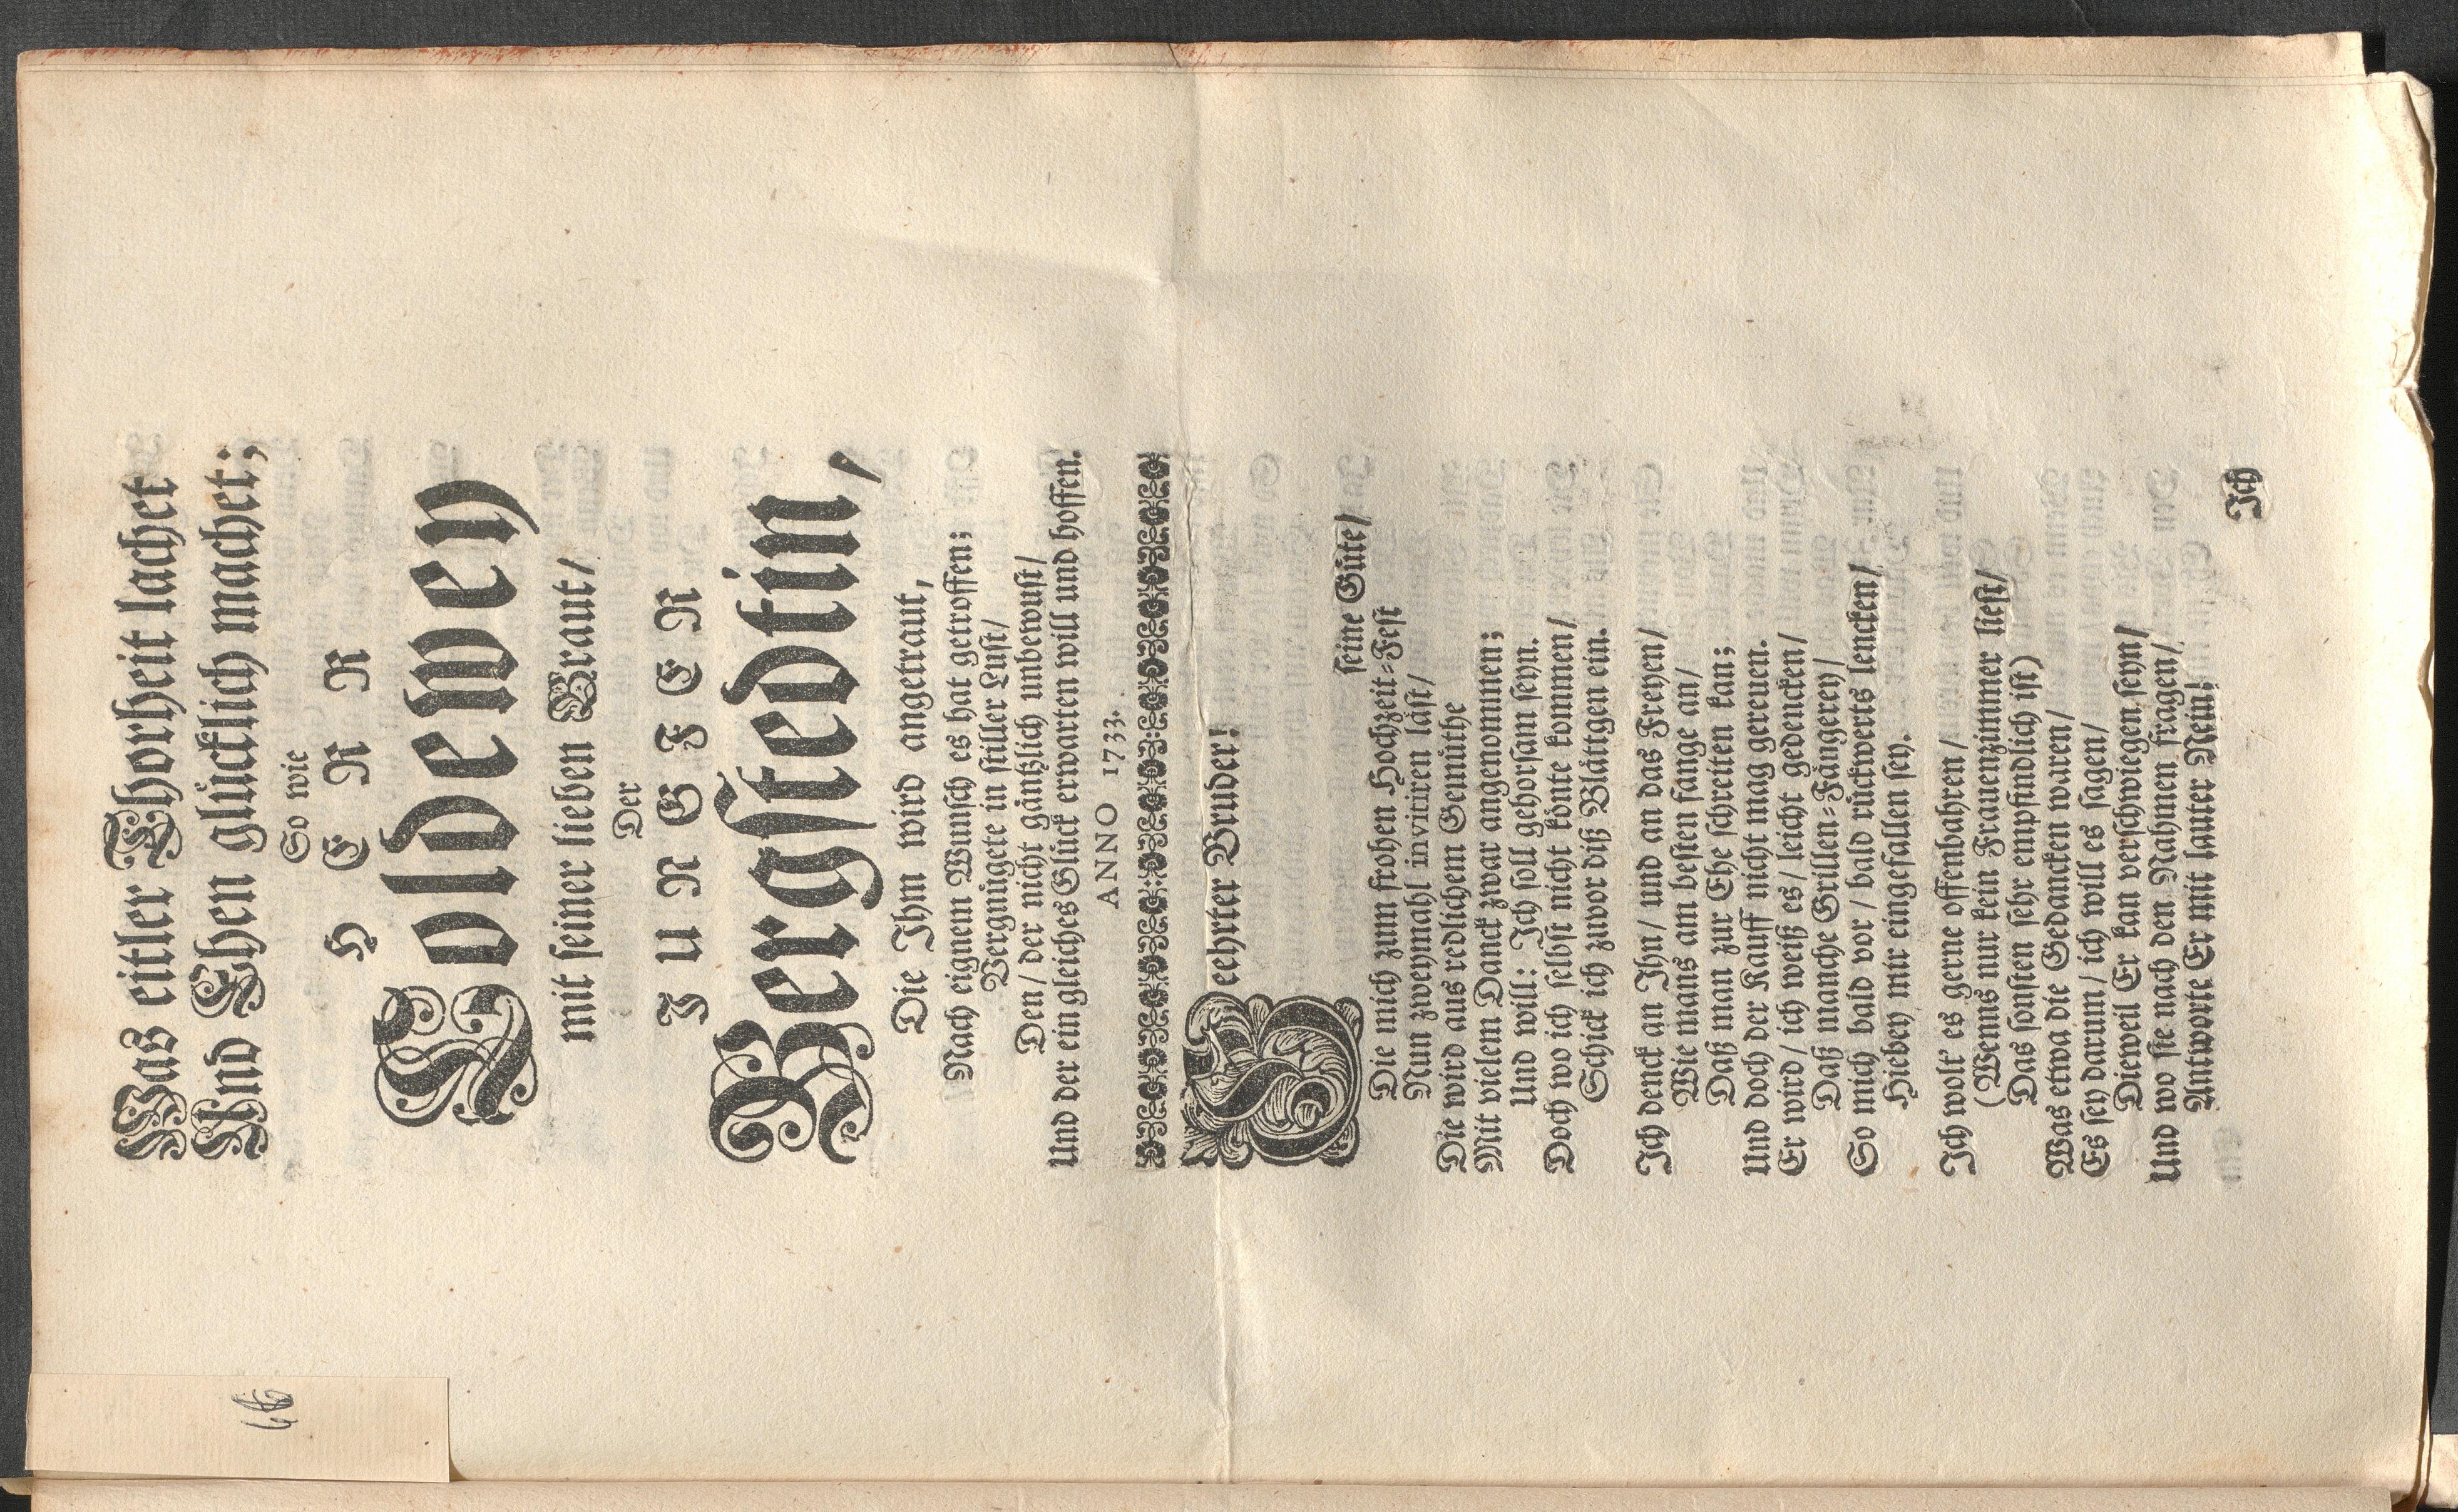 Was eitler Thorheit lachet
Und Ehen glücklich machet;
So wie
HERR
Koldewey
mit seiner lieben Braut/
Der
JUNGFER
Bergstedtin,
Die Ihm wird angetraut,
Nach eignem Wunsch es hat getroffen;
Vergnügete in stiller Lust/
Den/ der nicht gäntzlich unbewust/
Und der ein gleiches Glück erwarten will und hoffen.
ANNO 1733.
Geehrter Bruder!
seine Güte/
Die mich zum frohen Hochzeit-Fest
Nun zweymahl invitiren läst/
Die wird aus redlichem Gemüthe
Mit vielem Danck zwar angenommen;
Und will: Ich soll gehorsam seyn.
Doch wo ich selbst nicht könte kommen/
Schick ich zuvor diß Blättgen ein.
Ich denck an Ihn/ und an das Freyen/
Wie mans am besten fange an/
Daß man zur Ehe schreiten kan;
Und doch der Kauff nicht mag gereuen.
Er wird/ ich weiß es/ leicht gedencken/
Daß manche Grillen-Fängerey/
So mich bald vor/ bald rückwerts lencken/
Hiebey mir eingefallen sey.
Ich wolt' es gerne offenbahren/
(Wenns nur kein Frauenzimmer liest/
Das sonsten sehr empfindlich ist)
Was etwa die Gedancken waren/
Es sey darum/ ich will es sagen/
Dieweil Er kan verschwiegen seyn/
Und wo sie nach den Nahmen fragen/
Antworte Er mit lauter Nein!
Ich